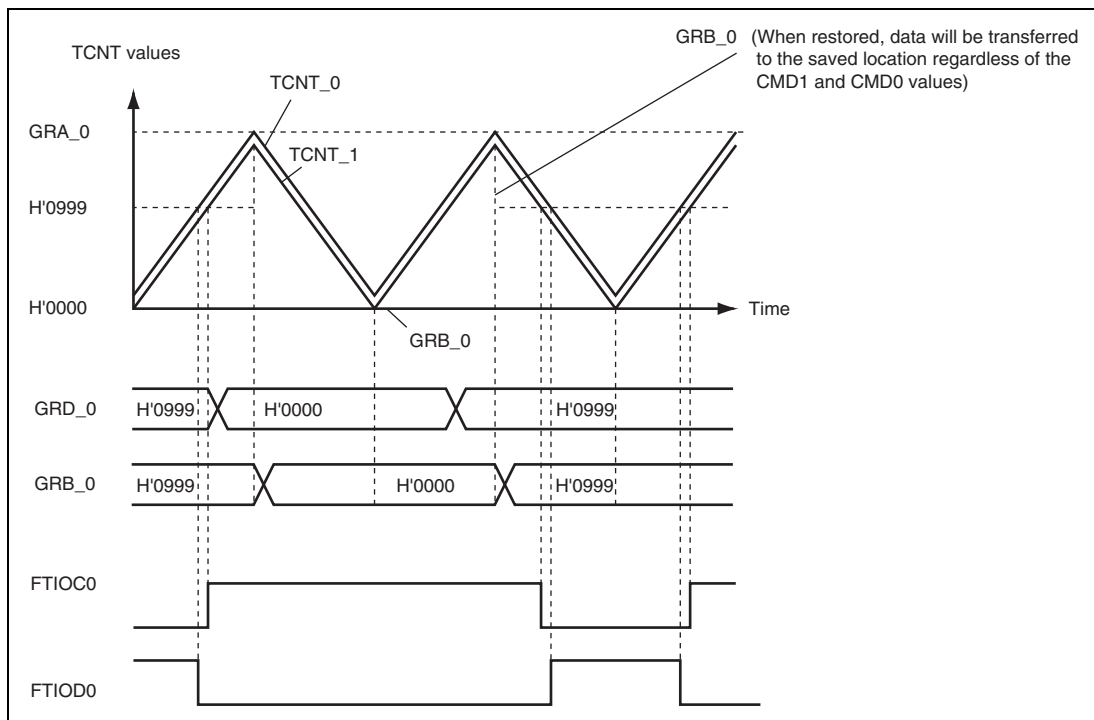 TCNT values
GRB_0 (When restored, data will be transferred
to the saved location regardless of the
CMD1 and CMD0 values)
TCNT_0
GRA_0
TCNT_1
H'0999
H'0000
Time
GRB_0
GRD_0
H'0999
H'0000
H'0999
GRB_0
H'0999
H'0000
H'0999
FTIOC0
FTIOD0